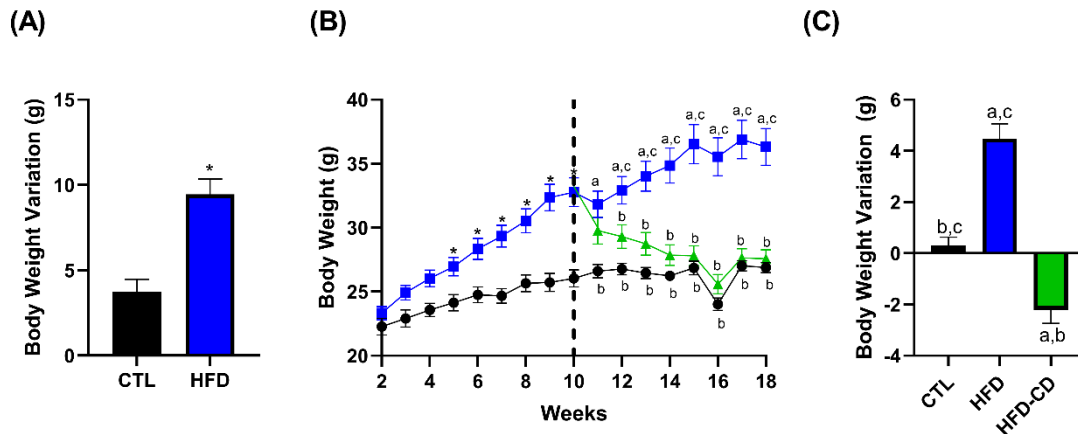 (A)
Body Weight Variation (g)
15
10
5
0
*
CTL
HFD
(B)
Body Weight (g)
40
35
30
25
20
* * * * * *
a a,c a,c a,c a,c a,c a,c a,c
b b b b b b b
b b b b b b b b
2 4 6 8 10 12 14 16 18
Weeks
(C)
Body Weight Variation (g)
6
4
2
0
-2
-4
b,c
a,c
a,b
CTL
HFD
HFD-CD